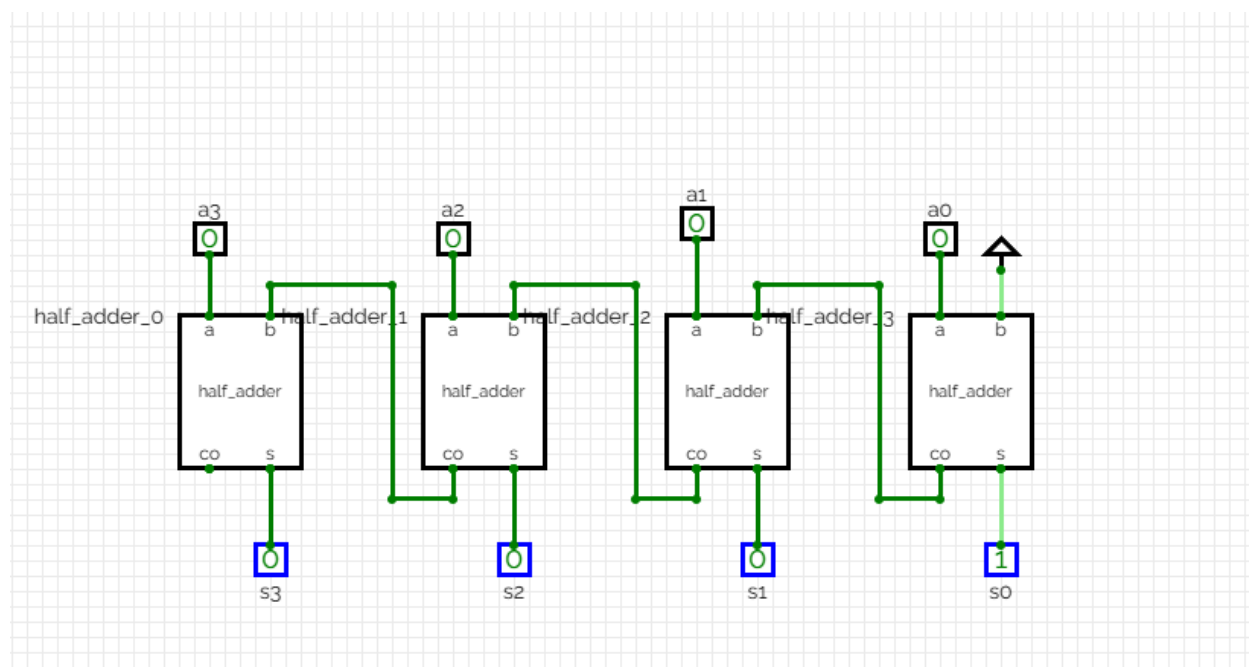 a3 a2 a1 a0
0 0 0 0
half_adder_0 half_adder_1 half_adder_2 half_adder_3
a b a b a b a b
half_adder half_adder half_adder half_adder
co s co s co s co s
0 0 0 1
s3 s2 s1 s0